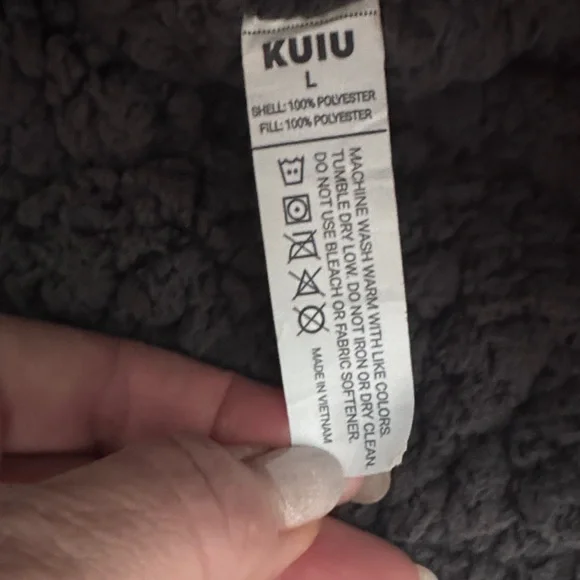 KUIU
L
SHELL: 100% POLYESTER
FILL: 100% POLYESTER
MACHINE WASH WARM WITH LIKE COLORS.
TUMBLE DRY LOW. DO NOT IRON OR DRY CLEAN.
DO NOT USE BLEACH OR FABRIC SOFTENER.
MADE IN VIETNAM